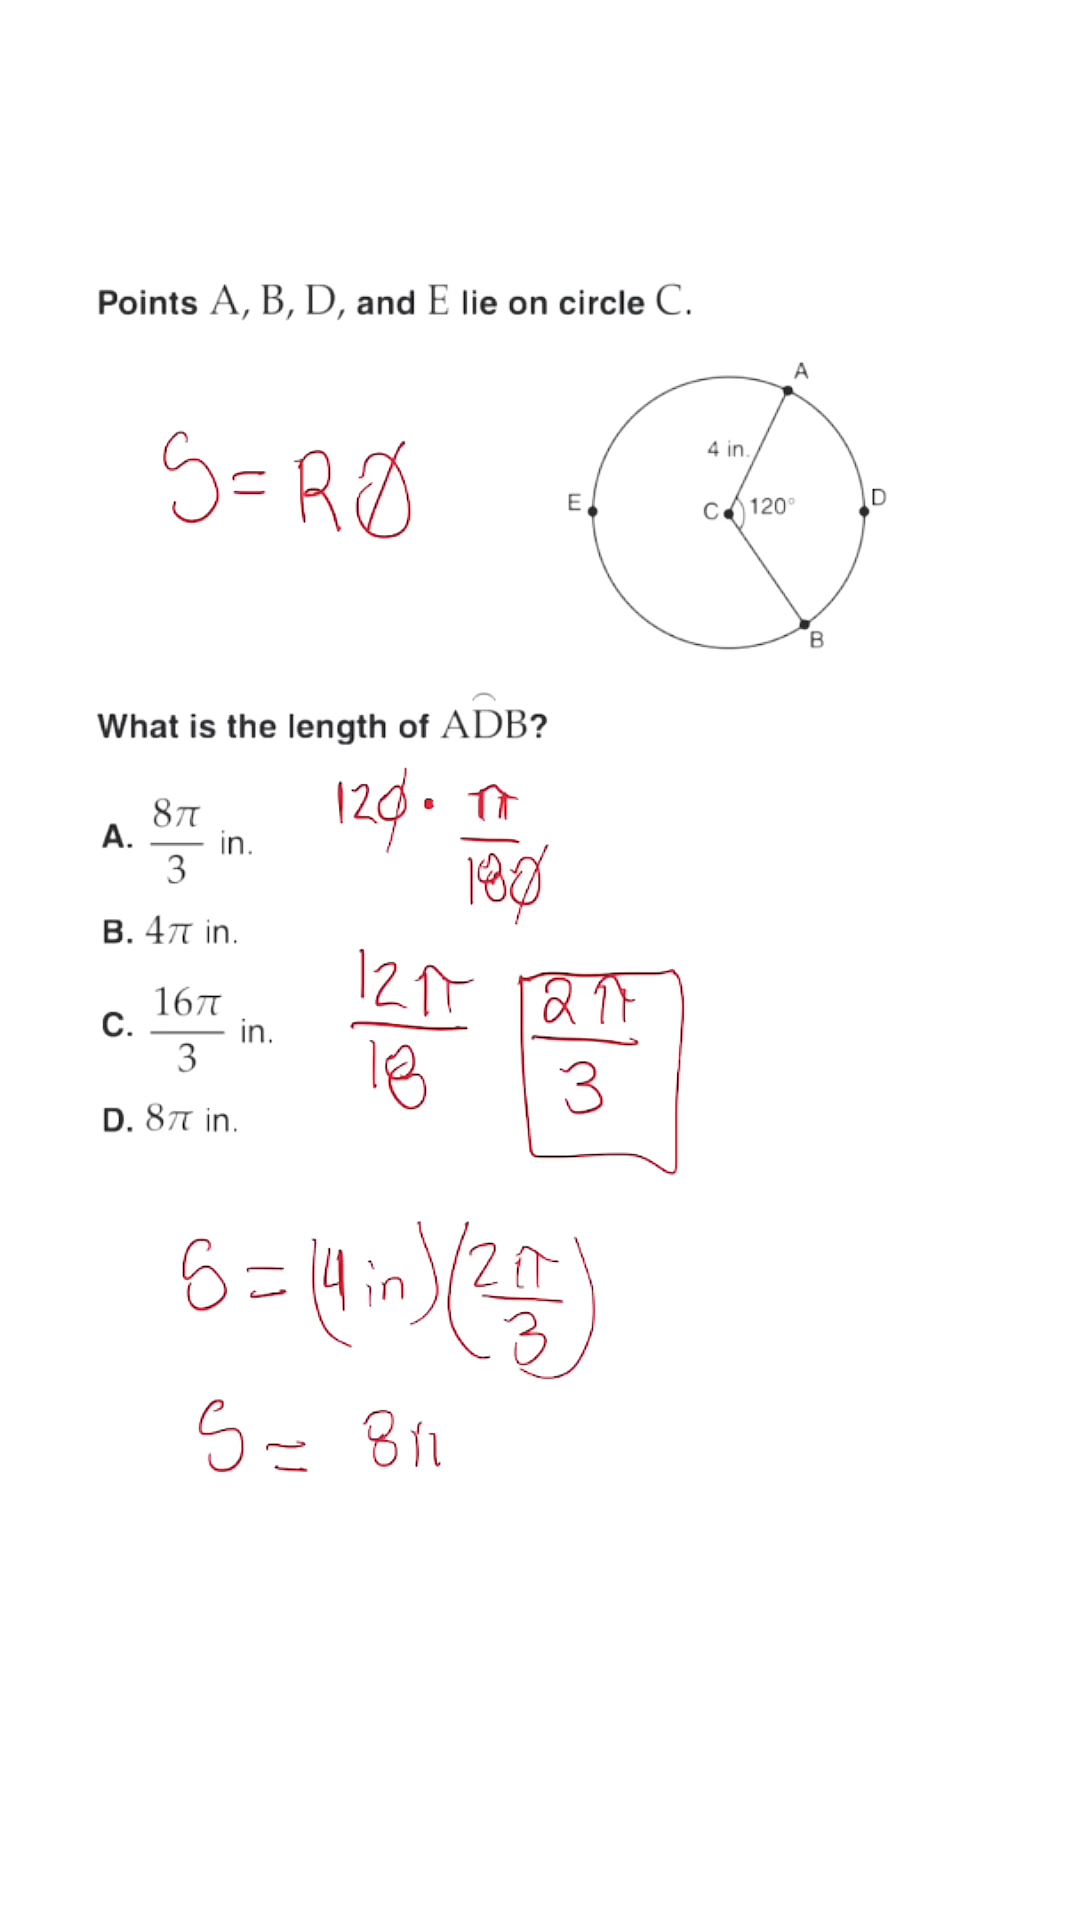 Points A, B, D, and E lie on circle C.
A
S = RØ
4 in.
E
C
120°
D
B
What is the length of ADB?
120 · π/180
A. 8π/3 in.
B. 4π in.
12π/18
2π/3
C. 16π/3 in.
D. 8π in.
S = (4 in)(2π/3)
S = 8π